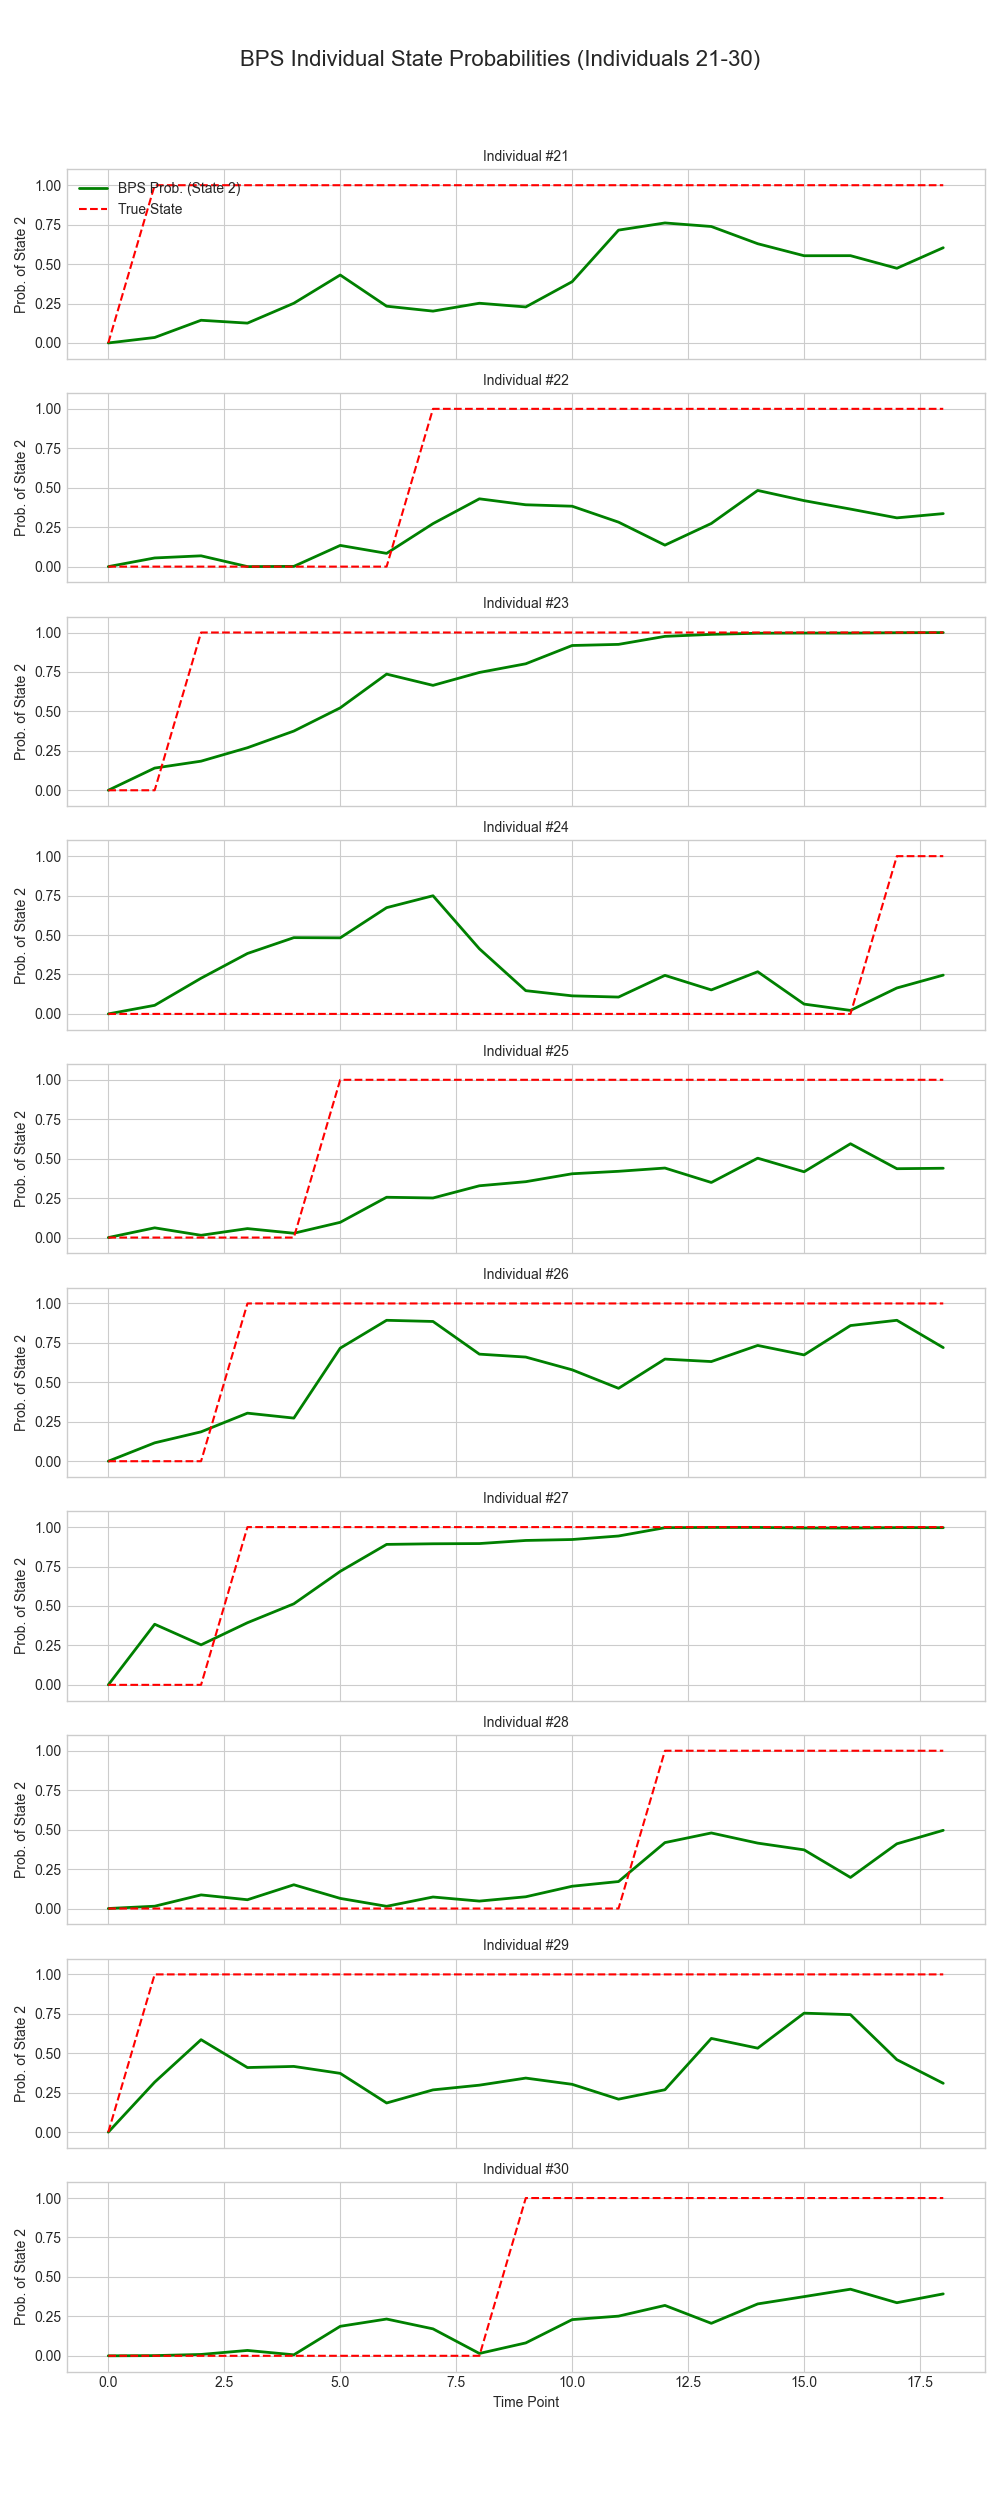 BPS Individual State Probabilities (Individuals 21-30)
Individual #21
BPS Prob. (State 2)
True State
Prob. of State 2
1.00
0.75
0.50
0.25
0.00
Individual #22
Prob. of State 2
1.00
0.75
0.50
0.25
0.00
Individual #23
Prob. of State 2
1.00
0.75
0.50
0.25
0.00
Individual #24
Prob. of State 2
1.00
0.75
0.50
0.25
0.00
Individual #25
Prob. of State 2
1.00
0.75
0.50
0.25
0.00
Individual #26
Prob. of State 2
1.00
0.75
0.50
0.25
0.00
Individual #27
Prob. of State 2
1.00
0.75
0.50
0.25
0.00
Individual #28
Prob. of State 2
1.00
0.75
0.50
0.25
0.00
Individual #29
Prob. of State 2
1.00
0.75
0.50
0.25
0.00
Individual #30
Prob. of State 2
1.00
0.75
0.50
0.25
0.00
0.0 2.5 5.0 7.5 10.0 12.5 15.0 17.5
Time Point